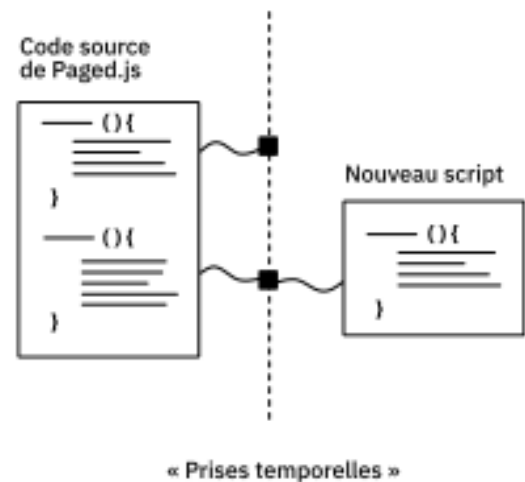 Code source
de Paged.js
(){
}
(){
}
Nouveau script
(){
}
« Prises temporelles »